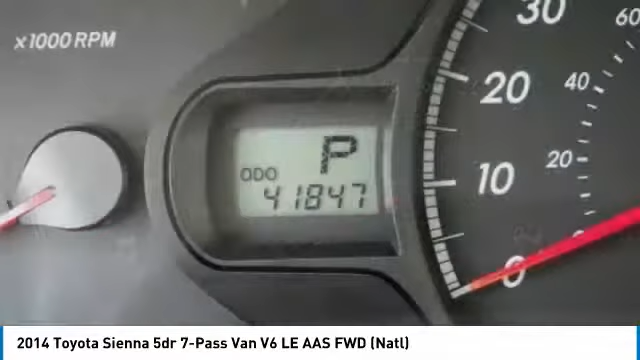 x1000 RPM
30
60
20
40
P
ODO
20
10
41847
0
2014 Toyota Sienna 5dr 7-Pass Van V6 LE AAS FWD (Natl)